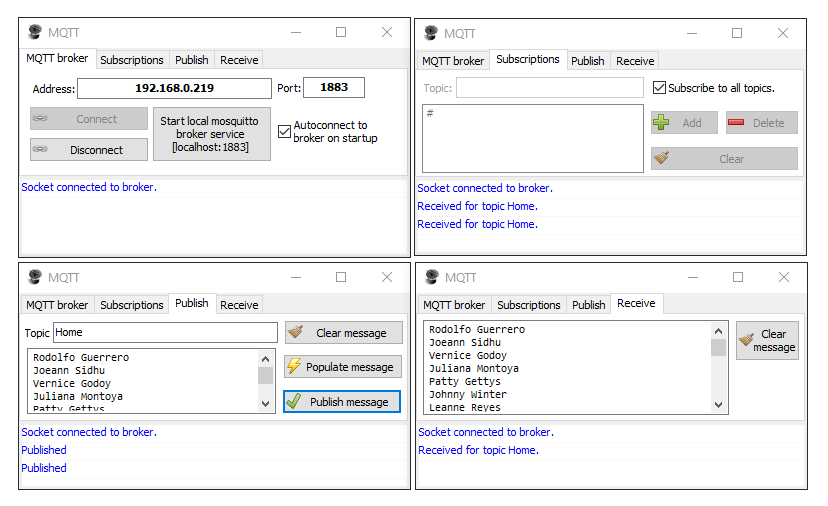 MQTT
MQTT broker Subscriptions Publish Receive
Address: 192.168.0.219 Port: 1883
Connect
Disconnect
Start local mosquitto
broker service
[localhost:1883]
Autoconnect to
broker on startup
Socket connected to broker.
MQTT
MQTT broker Subscriptions Publish Receive
Topic: Subscribe to all topics.
#
Add Delete
Clear
Socket connected to broker.
Received for topic Home.
Received for topic Home.
MQTT
MQTT broker Subscriptions Publish Receive
Topic Home Clear message
Rodolfo Guerrero
Joeann Sidhu
Vernice Godoy
Juliana Montoya
Patty Gettys
Populate message
Publish message
Socket connected to broker.
Published
Published
MQTT
MQTT broker Subscriptions Publish Receive
Rodolfo Guerrero
Joeann Sidhu
Vernice Godoy
Juliana Montoya
Patty Gettys
Johnny Winter
Leanne Reyes
Clear
message
Socket connected to broker.
Received for topic Home.